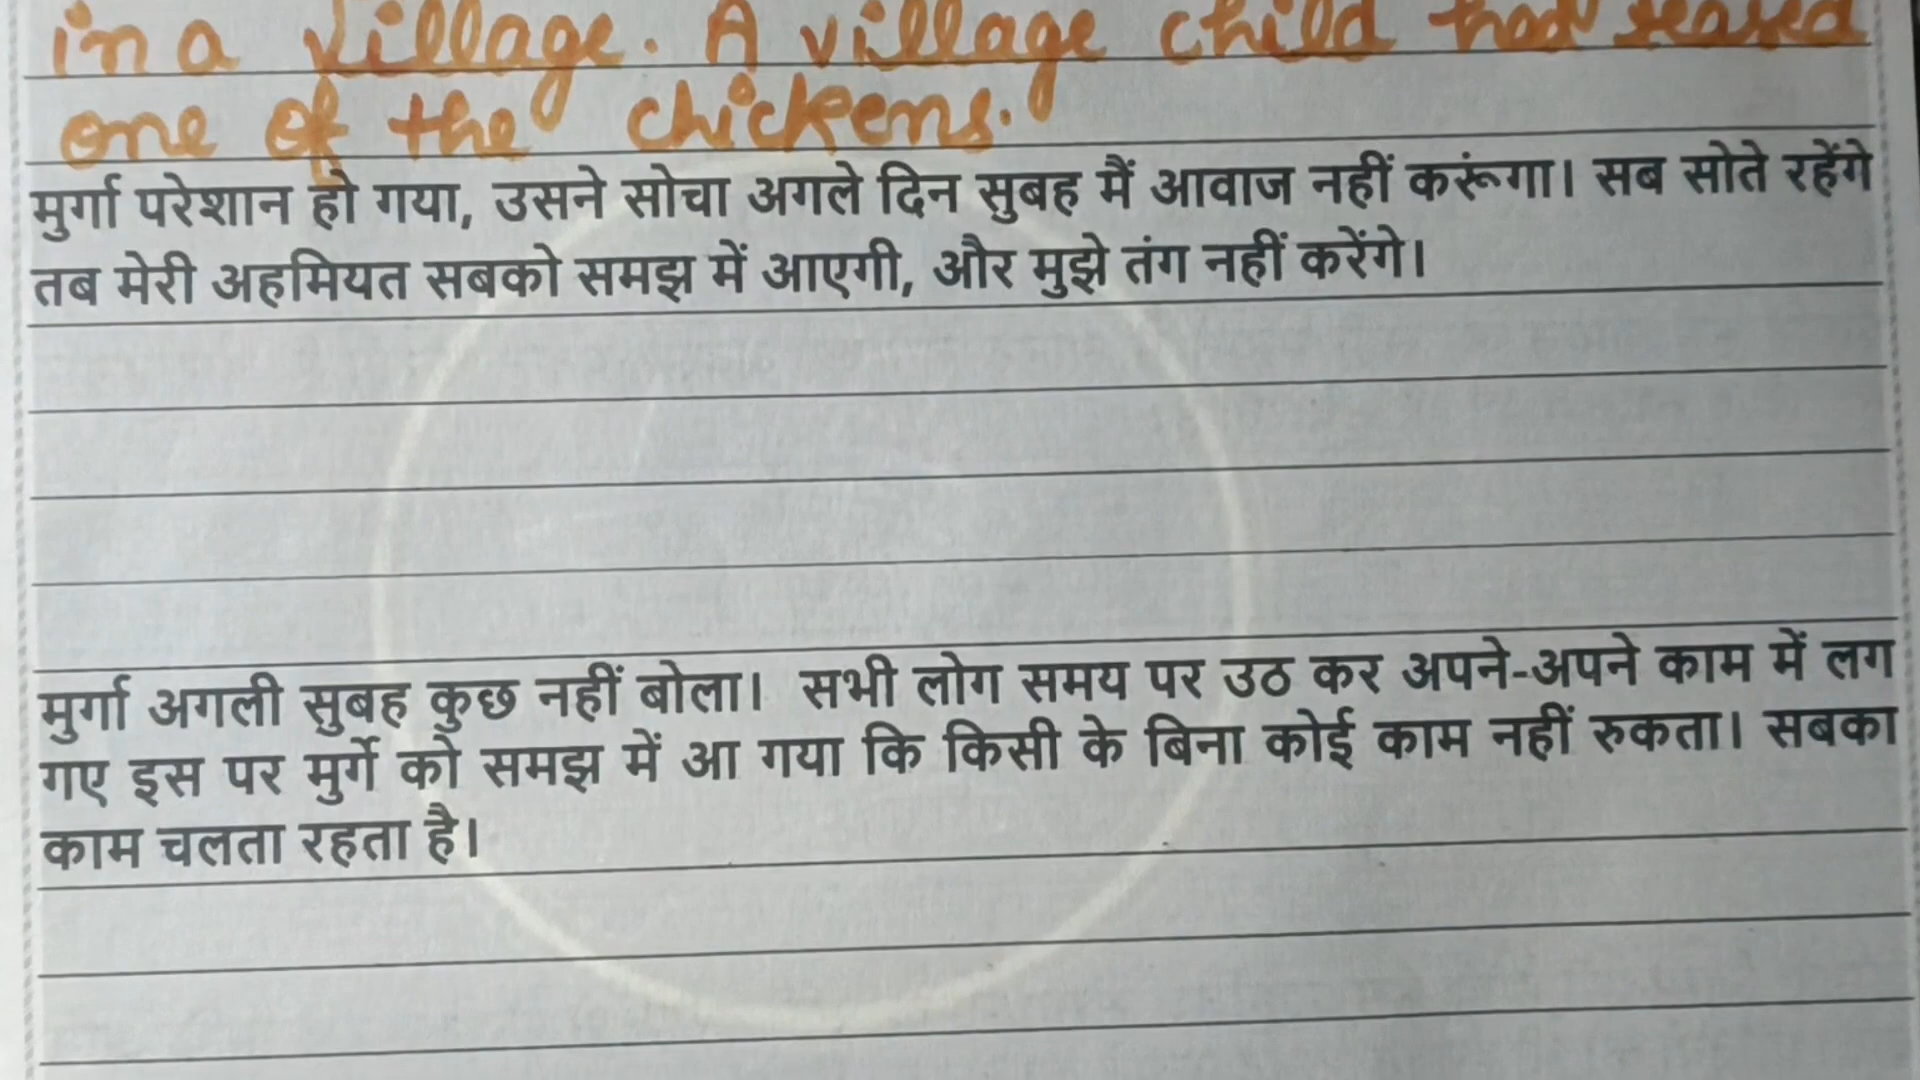 in a village. A village child had teased
one of the chickens.
मुर्गा परेशान हो गया, उसने सोचा अगले दिन सुबह मैं आवाज नहीं करूंगा। सब सोते रहेंगे
तब मेरी अहमियत सबको समझ में आएगी, और मुझे तंग नहीं करेंगे।
मुर्गा अगली सुबह कुछ नहीं बोला। सभी लोग समय पर उठ कर अपने-अपने काम में लग
गए इस पर मुर्गे को समझ में आ गया कि किसी के बिना कोई काम नहीं रुकता। सबका
काम चलता रहता है।